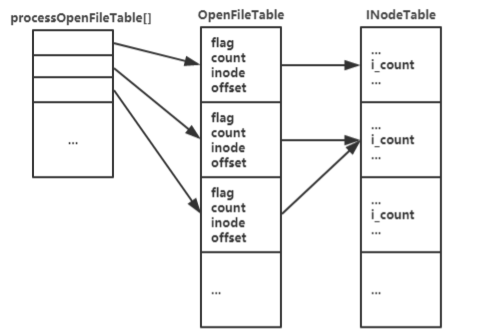 processOpenFileTable[]
OpenFileTable
INodeTable
...
flag
count
inode
offset
flag
count
inode
offset
flag
count
inode
offset
...
...
i_count
...
...
i_count
...
...
i_count
...
...